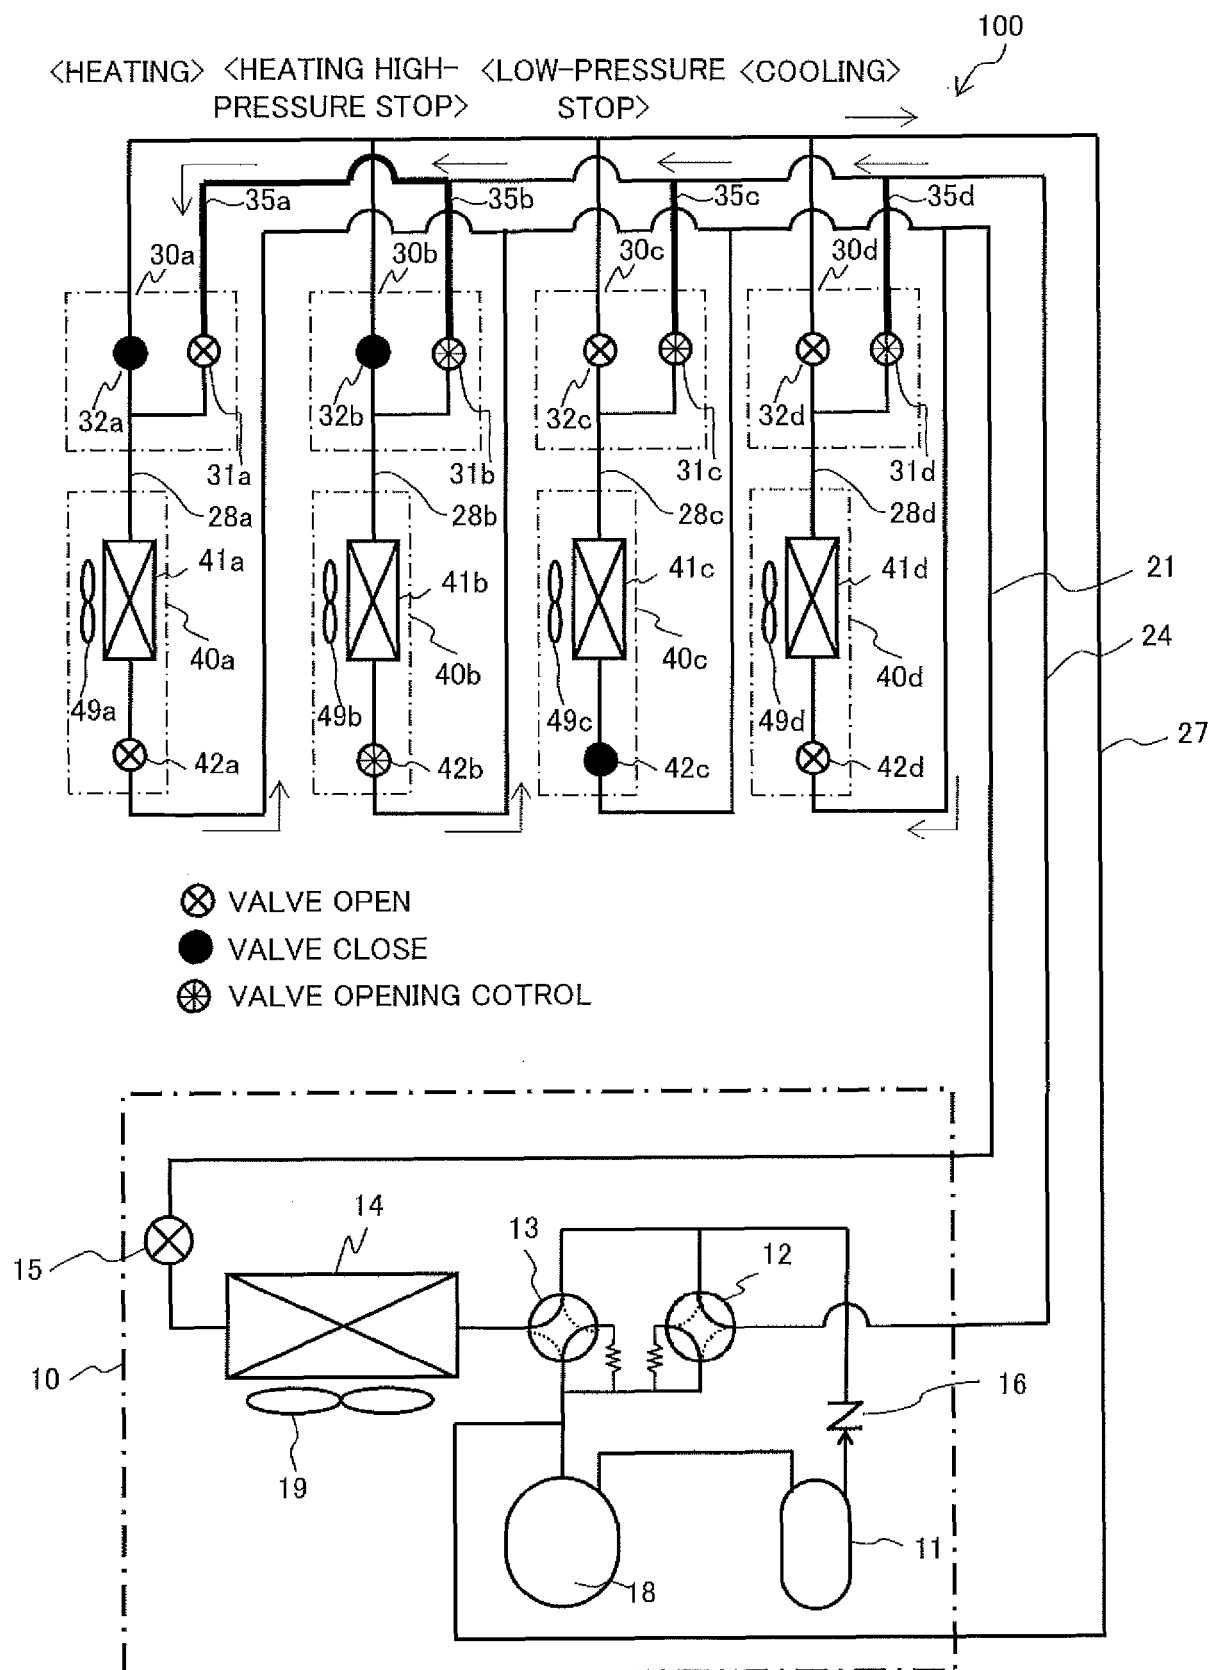 100
<HEATING> <HEATING HIGH- <LOW-PRESSURE <COOLING>
PRESSURE STOP> STOP>
35a 35b 35c 35d
30a 30b 30c 30d
32a 32b 32c 32d
31a 31b 31c 31d
28a 28b 28c 28d
41a 41b 41c 41d 21
40a 40b 40c 40d 24
49a 49b 49c 49d 27
42a 42b 42c 42d
VALVE OPEN
VALVE CLOSE
VALVE OPENING COTROL
14 13 12
15
10 16
19
11
18